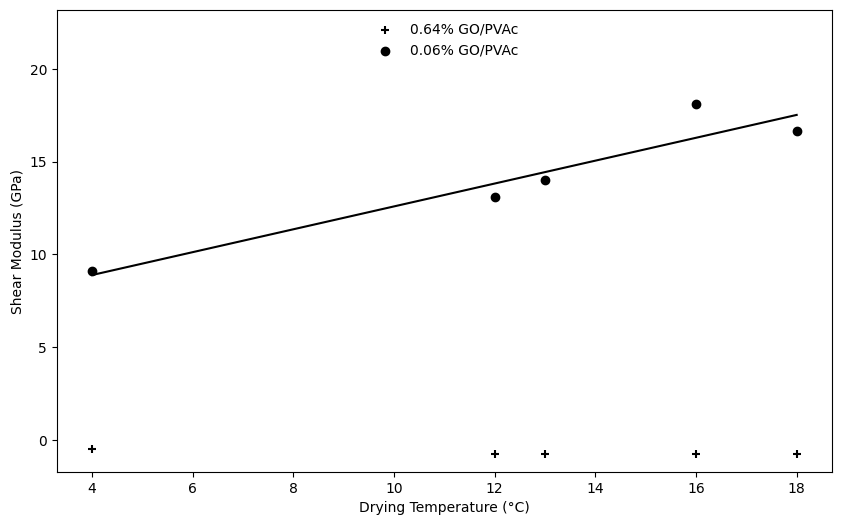 0.64% GO/PVAc
0.06% GO/PVAc
20
15
10
5
0
Shear Modulus (GPa)
4 6 8 10 12 14 16 18
Drying Temperature (°C)